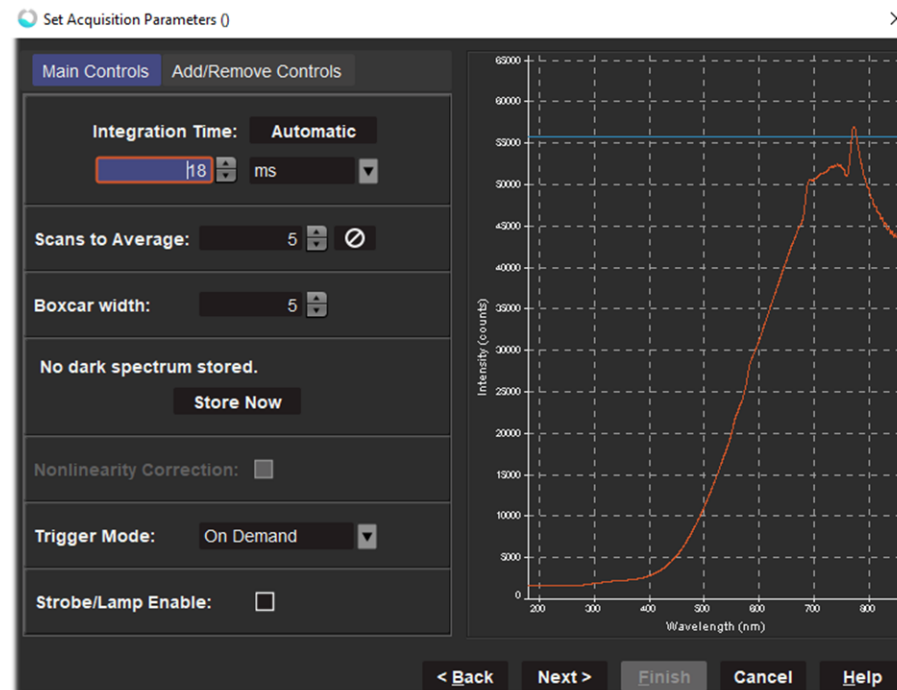 Set Acquisition Parameters ()
Main Controls Add/Remove Controls
Integration Time: Automatic
18 ms
Scans to Average: 5
Boxcar width: 5
No dark spectrum stored.
Store Now
Nonlinearity Correction:
Trigger Mode: On Demand
Strobe/Lamp Enable:
65000
60000
55000
50000
45000
40000
35000
30000
25000
20000
15000
10000
5000
0
Intensity (counts)
200 300 400 500 600 700 800
Wavelength (nm)
< Back Next > Finish Cancel Help